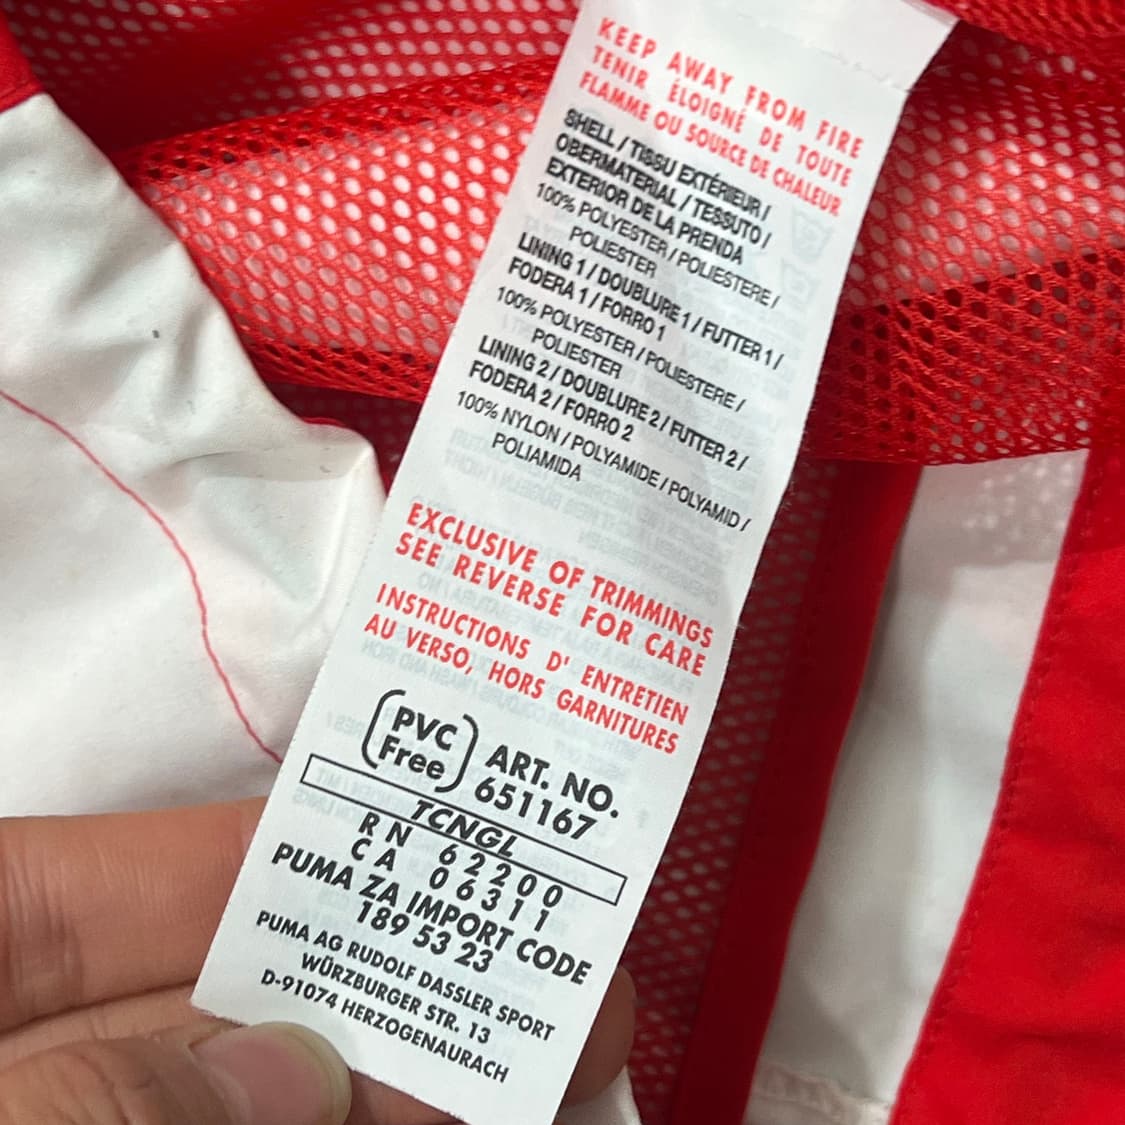 KEEP AWAY FROM FIRE
TENIR ÉLOIGNÉ DE TOUTE
FLAMME OU SOURCE DE CHALEUR
SHELL / TISSU EXTÉRIEUR /
OBERMATERIAL / TESSUTO /
EXTERIOR DE LA PRENDA
100% POLYESTER / POLIESTERE /
POLIESTER
LINING 1 / DOUBLURE 1 / FUTTER 1 /
FODERA 1 / FORRO 1
100% POLYESTER / POLIESTERE /
POLIESTER
LINING 2 / DOUBLURE 2 / FUTTER 2 /
FODERA 2 / FORRO 2
100% NYLON / POLYAMIDE / POLYAMID /
POLIAMIDA
EXCLUSIVE OF TRIMMINGS
SEE REVERSE FOR CARE
INSTRUCTIONS D' ENTRETIEN
AU VERSO, HORS GARNITURES
PVC
Free
ART. NO.
651167
TCNGL
RN 62200
CA 06311
PUMA ZA IMPORT CODE
189 53 23
PUMA AG RUDOLF DASSLER SPORT
WÜRZBURGER STR. 13
D-91074 HERZOGENAURACH